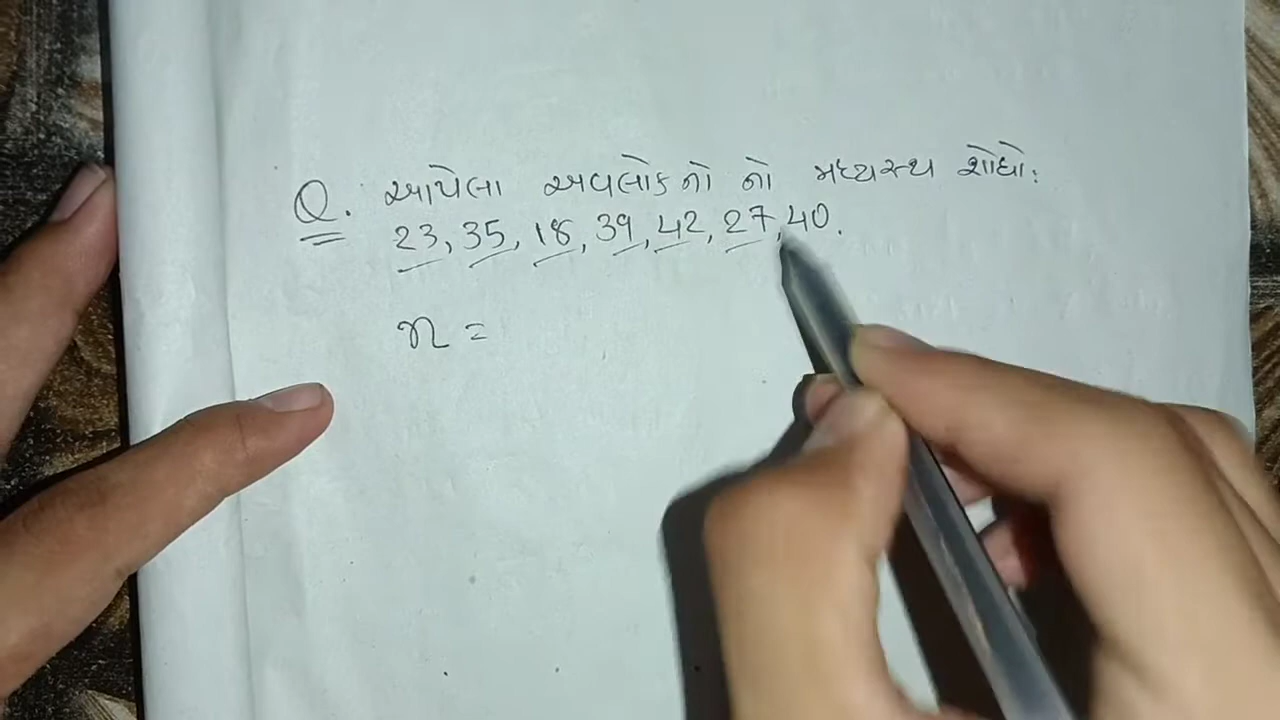 Q. આપેલા અવલોકનો નો મધ્યસ્થ શોધો:
23, 35, 18, 39, 42, 27, 40.
n =